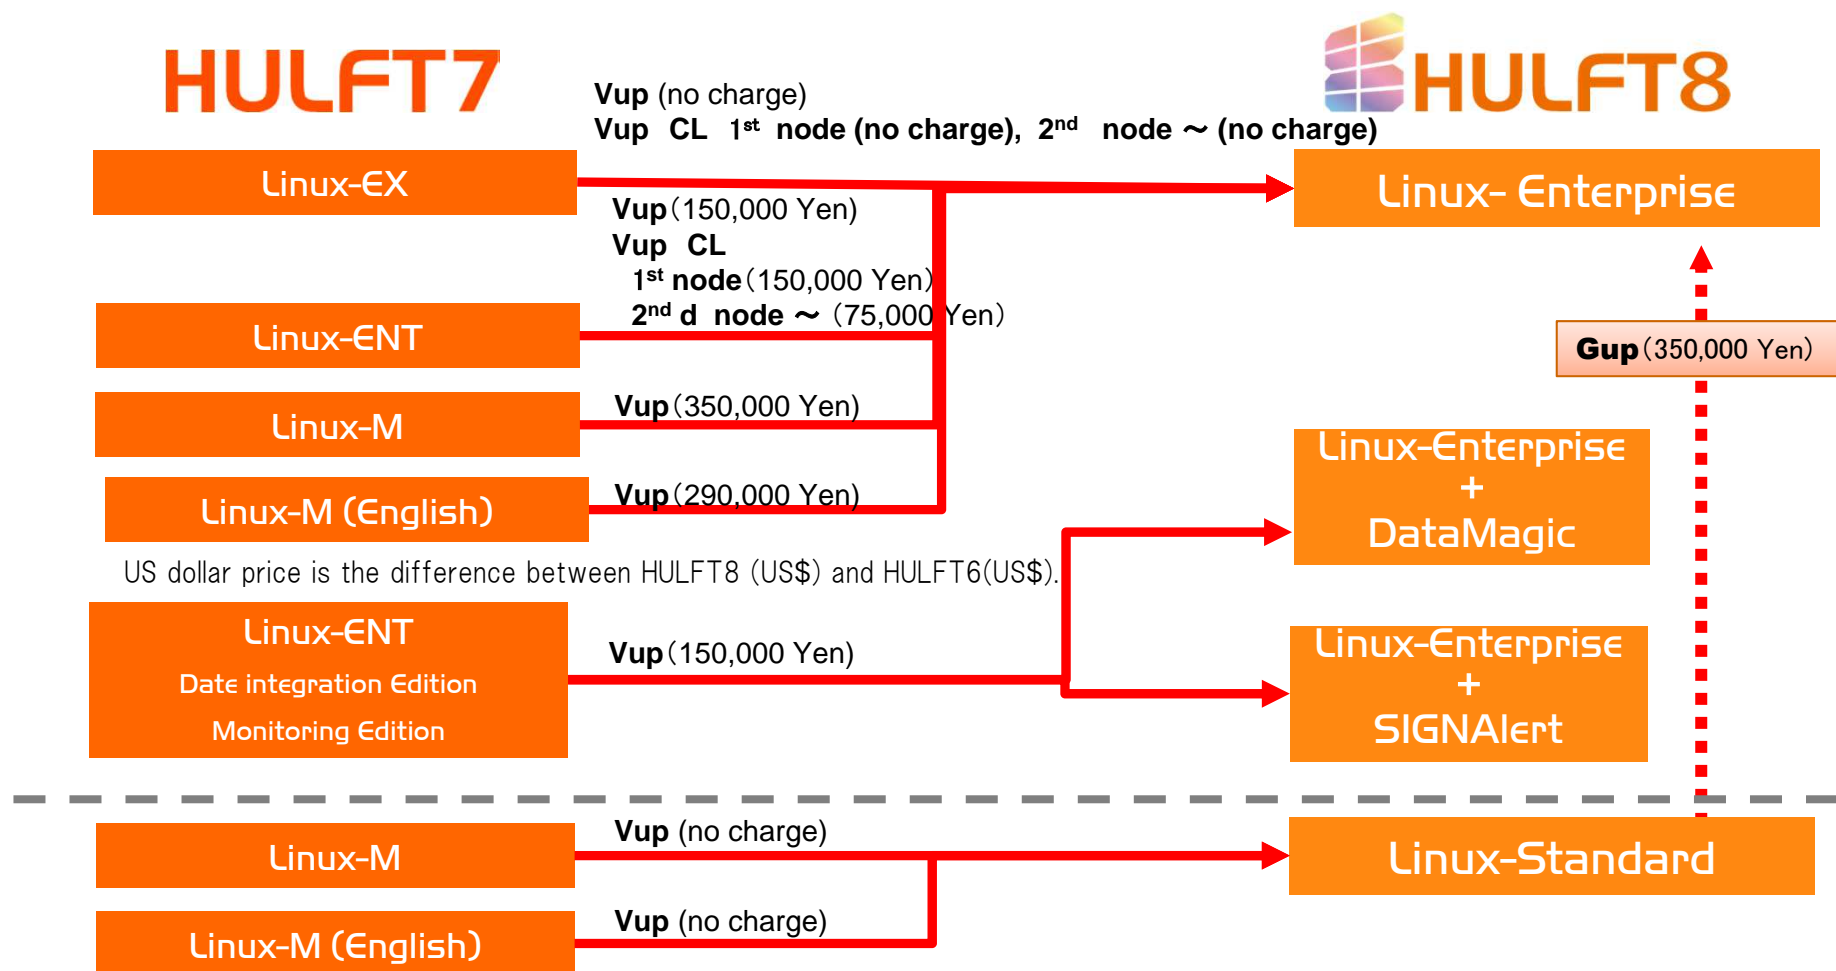 HULFT7
HULFT8
Vup (no charge)
Vup CL 1st node (no charge), 2nd node ～ (no charge)
Linux-EX
Linux- Enterprise
Vup（150,000 Yen)
Vup CL
1st node（150,000 Yen）
2nd d node ～ （75,000 Yen）
Linux-ENT
Gup（350,000 Yen）
Vup（350,000 Yen)
Linux-M
Linux-Enterprise
+
DataMagic
Vup（290,000 Yen)
Linux-M (English)
US dollar price is the difference between HULFT8 (US$) and HULFT6(US$).
Linux-ENT
Date integration Edition
Monitoring Edition
Vup（150,000 Yen)
Linux-Enterprise
+
SIGNAlert
Vup (no charge)
Linux-M
Linux-Standard
Vup (no charge)
Linux-M (English)